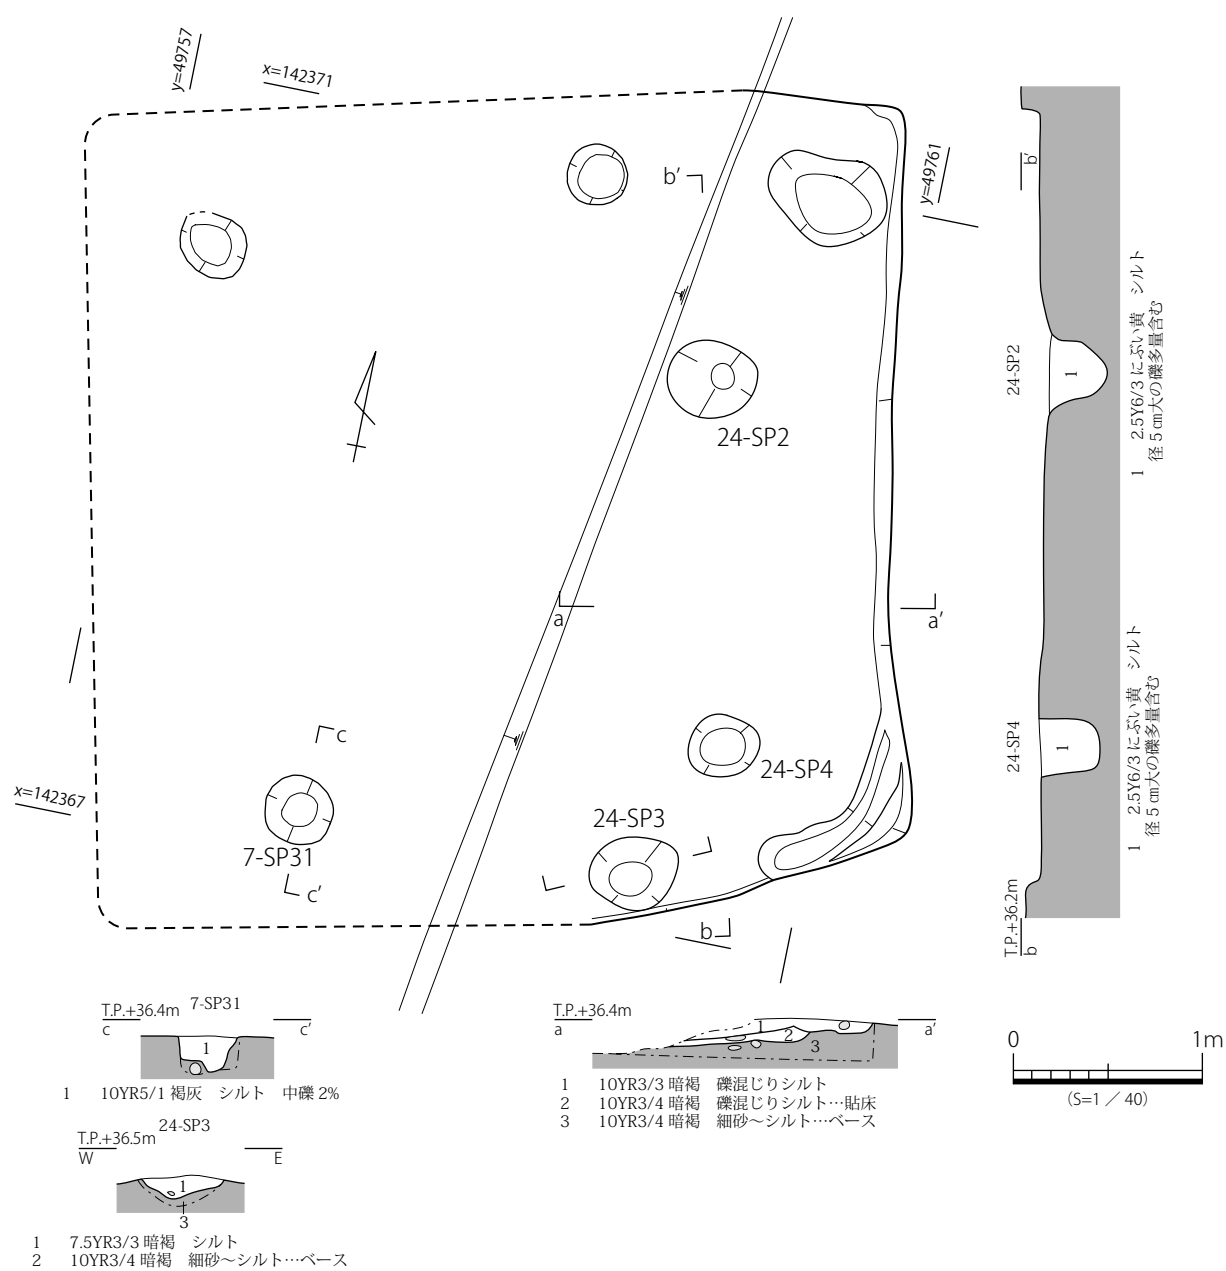 y=49757
x=142371
b'
y=49761
24-SP2
a
a'
c
24-SP4
x=142367
24-SP3
7-SP31
c'
b
b'
24-SP2
1
1 2.5Y6/3 にぶい黄 シルト
径 5 ㎝大の礫多量含む
24-SP4
1
1 2.5Y6/3 にぶい黄 シルト
径 5 ㎝大の礫多量含む
T.P.+36.2m
b
7-SP31
T.P.+36.4m
c c'
1
1 10YR5/1 褐灰 シルト 中礫 2%
24-SP3
T.P.+36.5m
W E
1
3
1 7.5YR3/3 暗褐 シルト
2 10YR3/4 暗褐 細砂～シルト…ベース
T.P.+36.4m
a a'
1
2
3
1 10YR3/3 暗褐 礫混じりシルト
2 10YR3/4 暗褐 礫混じりシルト…貼床
3 10YR3/4 暗褐 細砂～シルト…ベース
0 1m
（S=1 ／ 40）